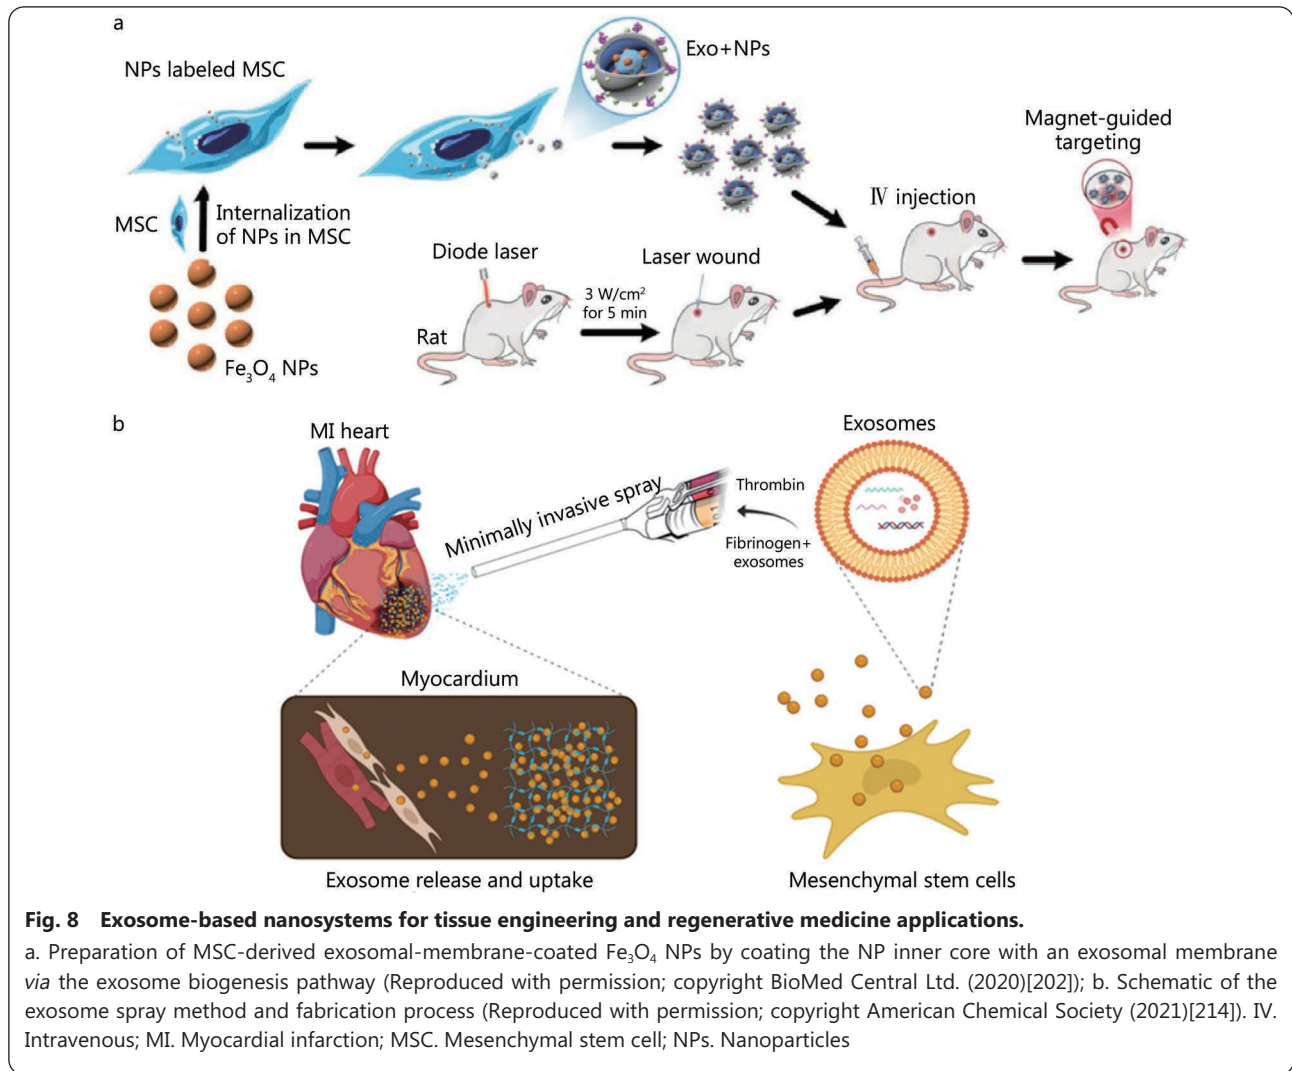 a
NPs labeled MSC
Exo+NPs
Magnet-guided
targeting
MSC
Internalization
of NPs in MSC
IV injection
Diode laser
Laser wound
3 W/cm²
for 5 min
Rat
Fe₃O₄ NPs
b
MI heart
Exosomes
Minimally invasive spray
Thrombin
Fibrinogen+
exosomes
Myocardium
Exosome release and uptake
Mesenchymal stem cells
Fig. 8 Exosome-based nanosystems for tissue engineering and regenerative medicine applications.
a. Preparation of MSC-derived exosomal-membrane-coated Fe₃O₄ NPs by coating the NP inner core with an exosomal membrane
via the exosome biogenesis pathway (Reproduced with permission; copyright BioMed Central Ltd. (2020)[202]); b. Schematic of the
exosome spray method and fabrication process (Reproduced with permission; copyright American Chemical Society (2021)[214]). IV.
Intravenous; MI. Myocardial infarction; MSC. Mesenchymal stem cell; NPs. Nanoparticles